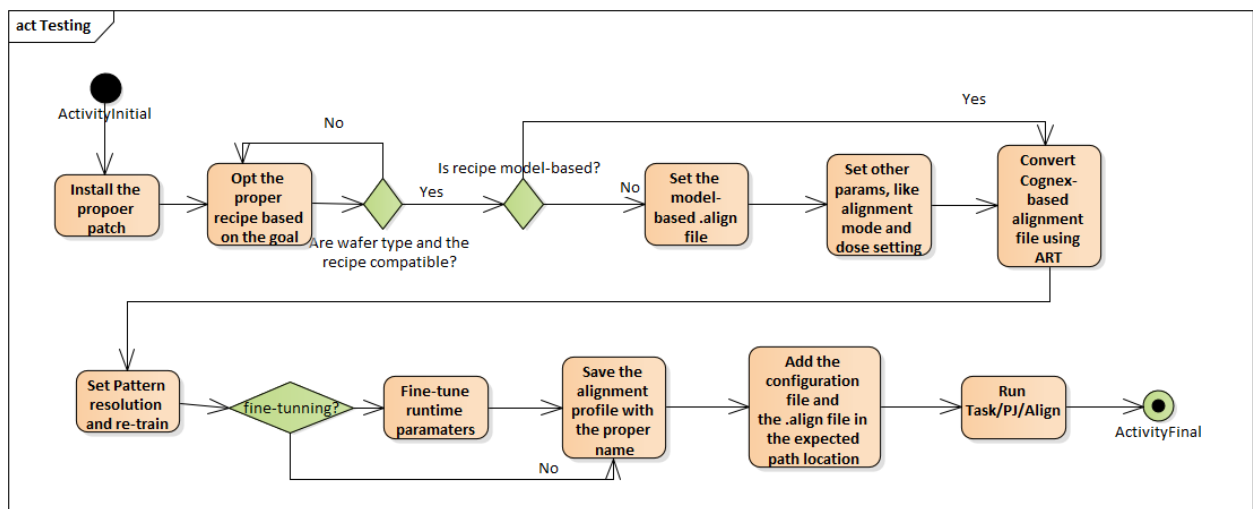 act Testing
ActivityInitial
Install the
propoer
patch
No
Opt the
proper
recipe based
on the goal
Yes
Are wafer type and the
recipe compatible?
Is recipe model-based?
Yes
No
Set the
model-
based .align
file
Set other
params, like
alignment
mode and
dose setting
Convert
Cognex-
based
alignment
file using
ART
Set Pattern
resolution
and re-train
fine-tunning?
No
Fine-tune
runtime
paramaters
Save the
alignment
profile with
the proper
name
Add the
configuration
file and
the .align file in
the expected
path location
Run
Task/PJ/Align
ActivityFinal